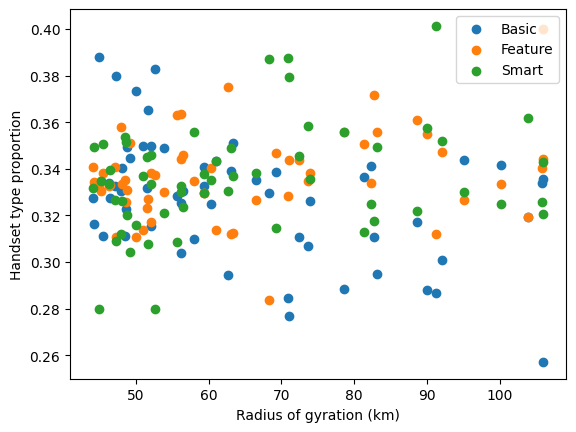 0.40
0.38
0.36
0.34
0.32
0.30
0.28
0.26
Handset type proportion
50
60
70
80
90
100
Radius of gyration (km)
Basic
Feature
Smart